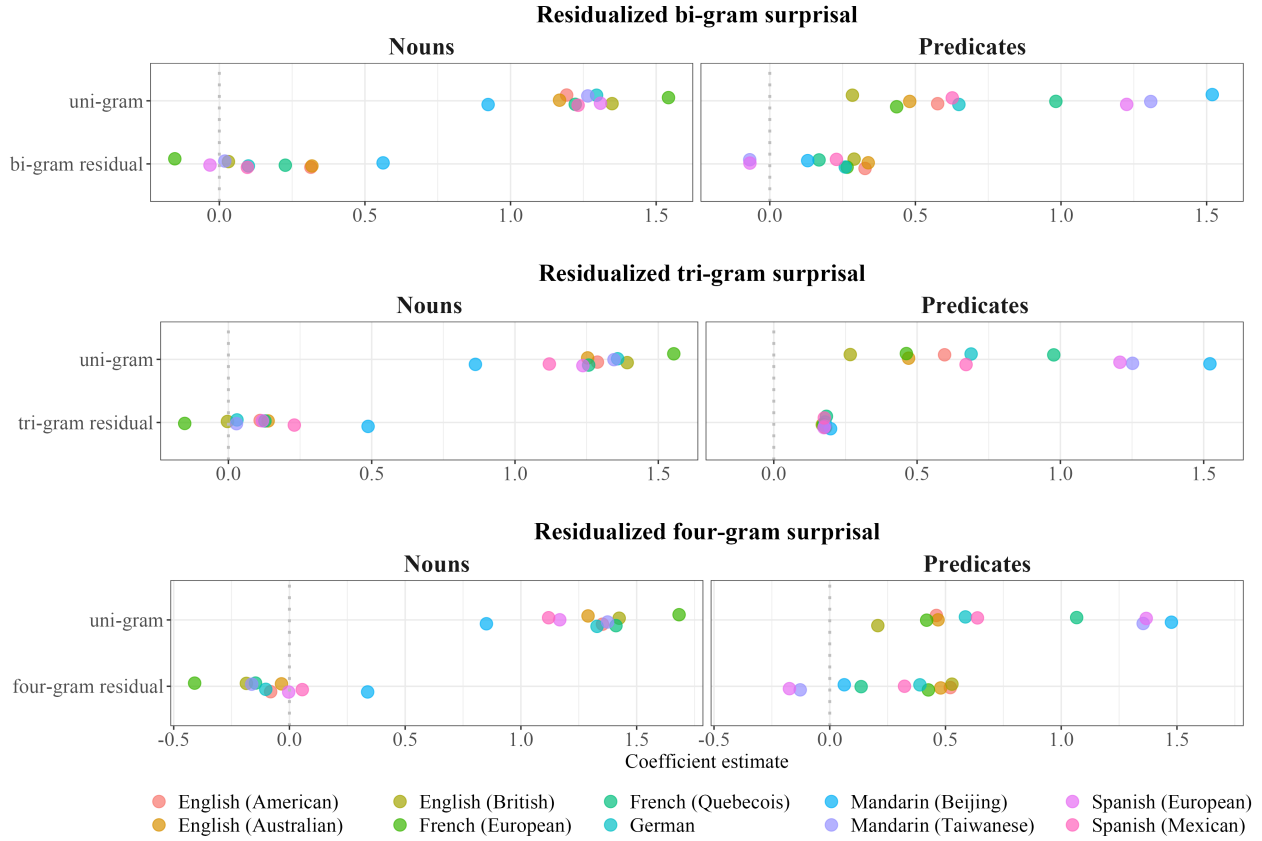 Residualized bi-gram surprisal
Nouns
Predicates
uni-gram
bi-gram residual
0.0 0.5 1.0 1.5
0.0 0.5 1.0 1.5
Residualized tri-gram surprisal
Nouns
Predicates
uni-gram
tri-gram residual
0.0 0.5 1.0 1.5
0.0 0.5 1.0 1.5
Residualized four-gram surprisal
Nouns
Predicates
uni-gram
four-gram residual
-0.5 0.0 0.5 1.0 1.5
-0.5 0.0 0.5 1.0 1.5
Coefficient estimate
English (American) English (British) French (Quebecois) Mandarin (Beijing) Spanish (European)
English (Australian) French (European) German Mandarin (Taiwanese) Spanish (Mexican)